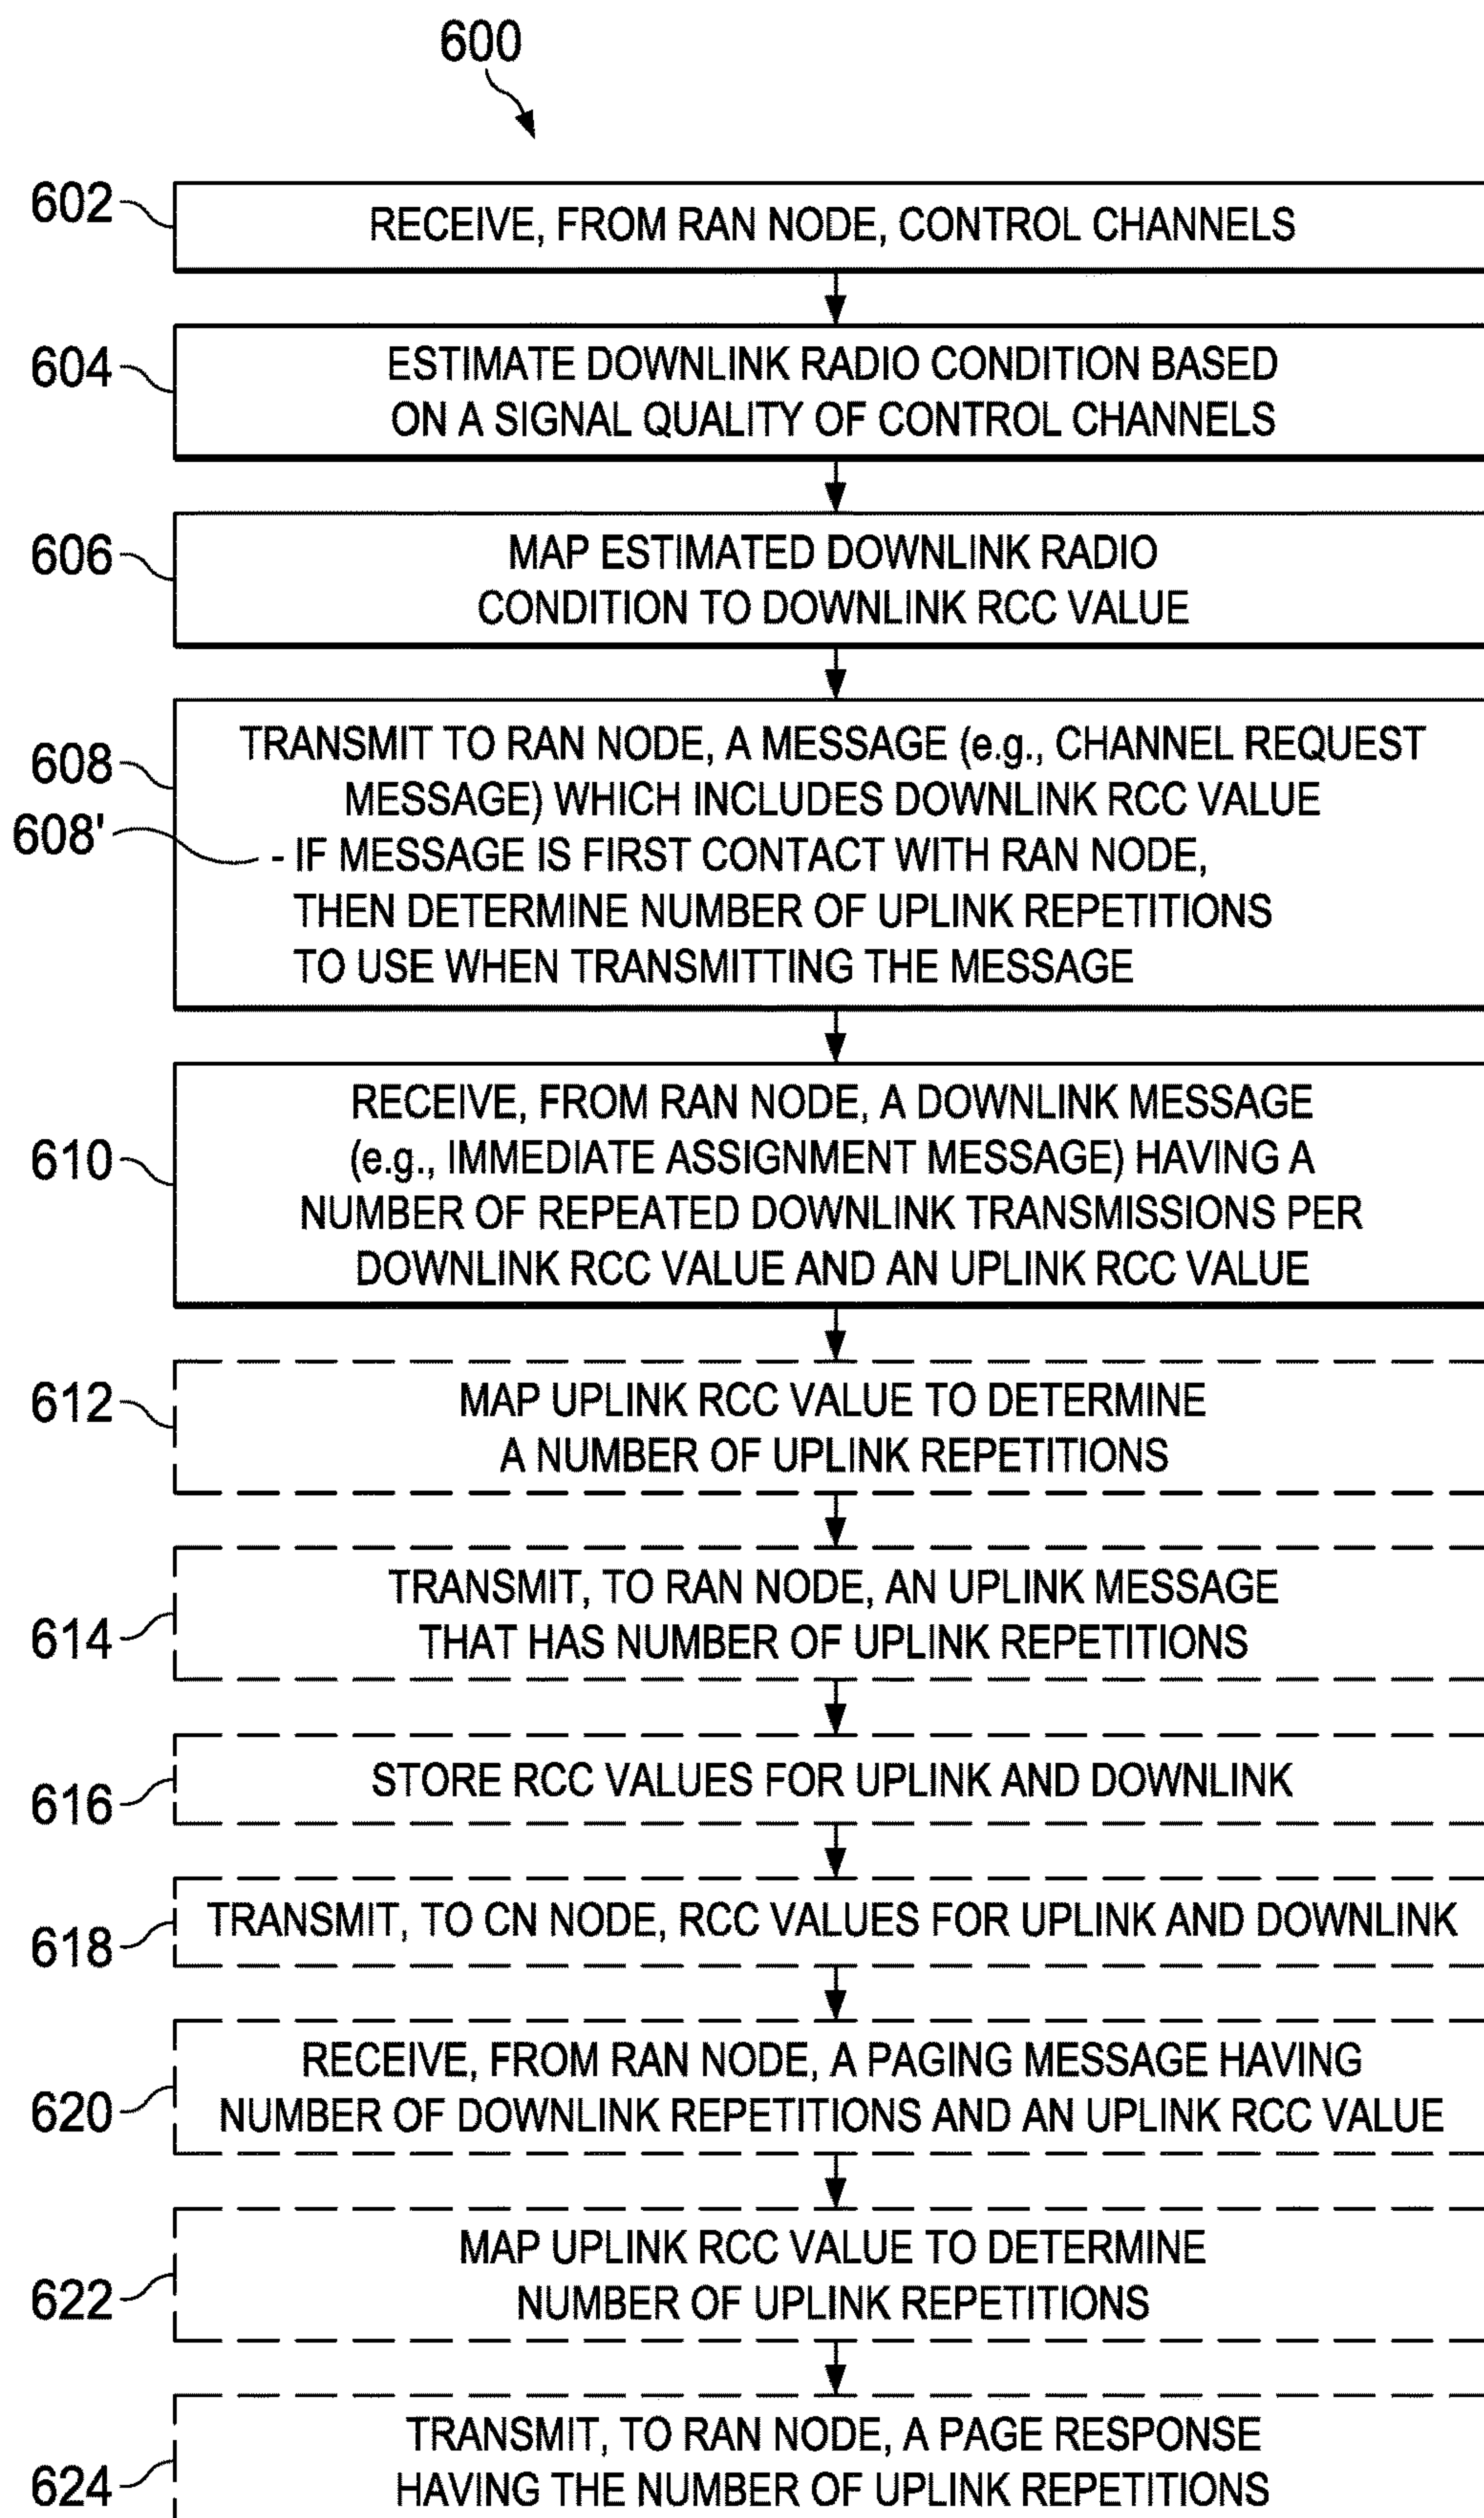 600
602
RECEIVE, FROM RAN NODE, CONTROL CHANNELS
604
ESTIMATE DOWNLINK RADIO CONDITION BASED
ON A SIGNAL QUALITY OF CONTROL CHANNELS
606
MAP ESTIMATED DOWNLINK RADIO
CONDITION TO DOWNLINK RCC VALUE
608
TRANSMIT TO RAN NODE, A MESSAGE (e.g., CHANNEL REQUEST
MESSAGE) WHICH INCLUDES DOWNLINK RCC VALUE
608'
- IF MESSAGE IS FIRST CONTACT WITH RAN NODE,
THEN DETERMINE NUMBER OF UPLINK REPETITIONS
TO USE WHEN TRANSMITTING THE MESSAGE
610
RECEIVE, FROM RAN NODE, A DOWNLINK MESSAGE
(e.g., IMMEDIATE ASSIGNMENT MESSAGE) HAVING A
NUMBER OF REPEATED DOWNLINK TRANSMISSIONS PER
DOWNLINK RCC VALUE AND AN UPLINK RCC VALUE
612
MAP UPLINK RCC VALUE TO DETERMINE
A NUMBER OF UPLINK REPETITIONS
614
TRANSMIT, TO RAN NODE, AN UPLINK MESSAGE
THAT HAS NUMBER OF UPLINK REPETITIONS
616
STORE RCC VALUES FOR UPLINK AND DOWNLINK
618
TRANSMIT, TO CN NODE, RCC VALUES FOR UPLINK AND DOWNLINK
620
RECEIVE, FROM RAN NODE, A PAGING MESSAGE HAVING
NUMBER OF DOWNLINK REPETITIONS AND AN UPLINK RCC VALUE
622
MAP UPLINK RCC VALUE TO DETERMINE
NUMBER OF UPLINK REPETITIONS
624
TRANSMIT, TO RAN NODE, A PAGE RESPONSE
HAVING THE NUMBER OF UPLINK REPETITIONS